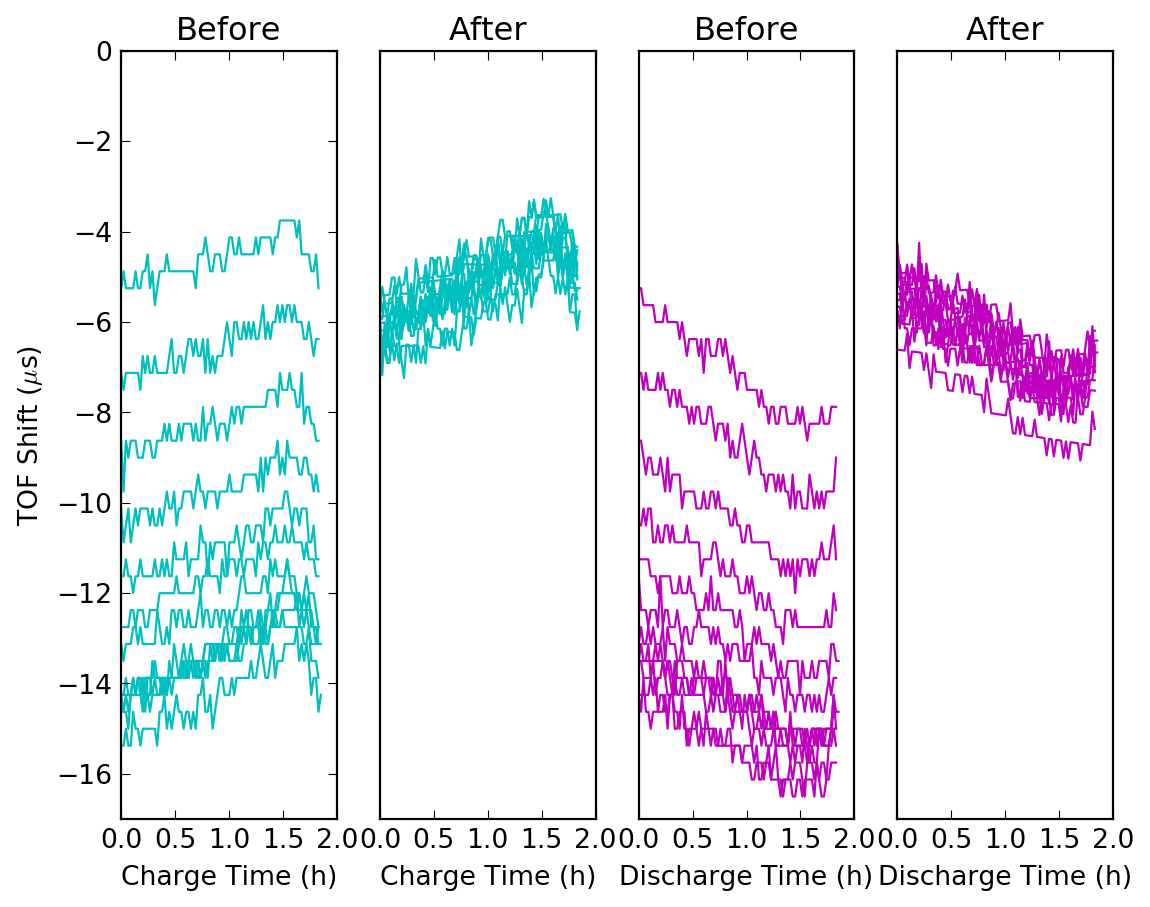 Before After Before After
0
−2
−4
−6
−8
−10
−12
−14
−16
TOF Shift (μs)
0.0 0.5 1.0 1.5 2.0 0.0 0.5 1.0 1.5 2.0 0.0 0.5 1.0 1.5 2.0 0.0 0.5 1.0 1.5 2.0
Charge Time (h) Charge Time (h) Discharge Time (h) Discharge Time (h)